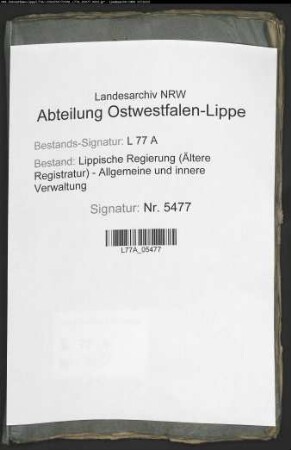 Landesarchiv NRW
Abteilung Ostwestfalen-Lippe
Bestands-Signatur: L 77 A
Bestand: Lippische Regierung (Ältere
Registratur) - Allgemeine und innere
Verwaltung
Signatur: Nr. 5477
L77A_05477